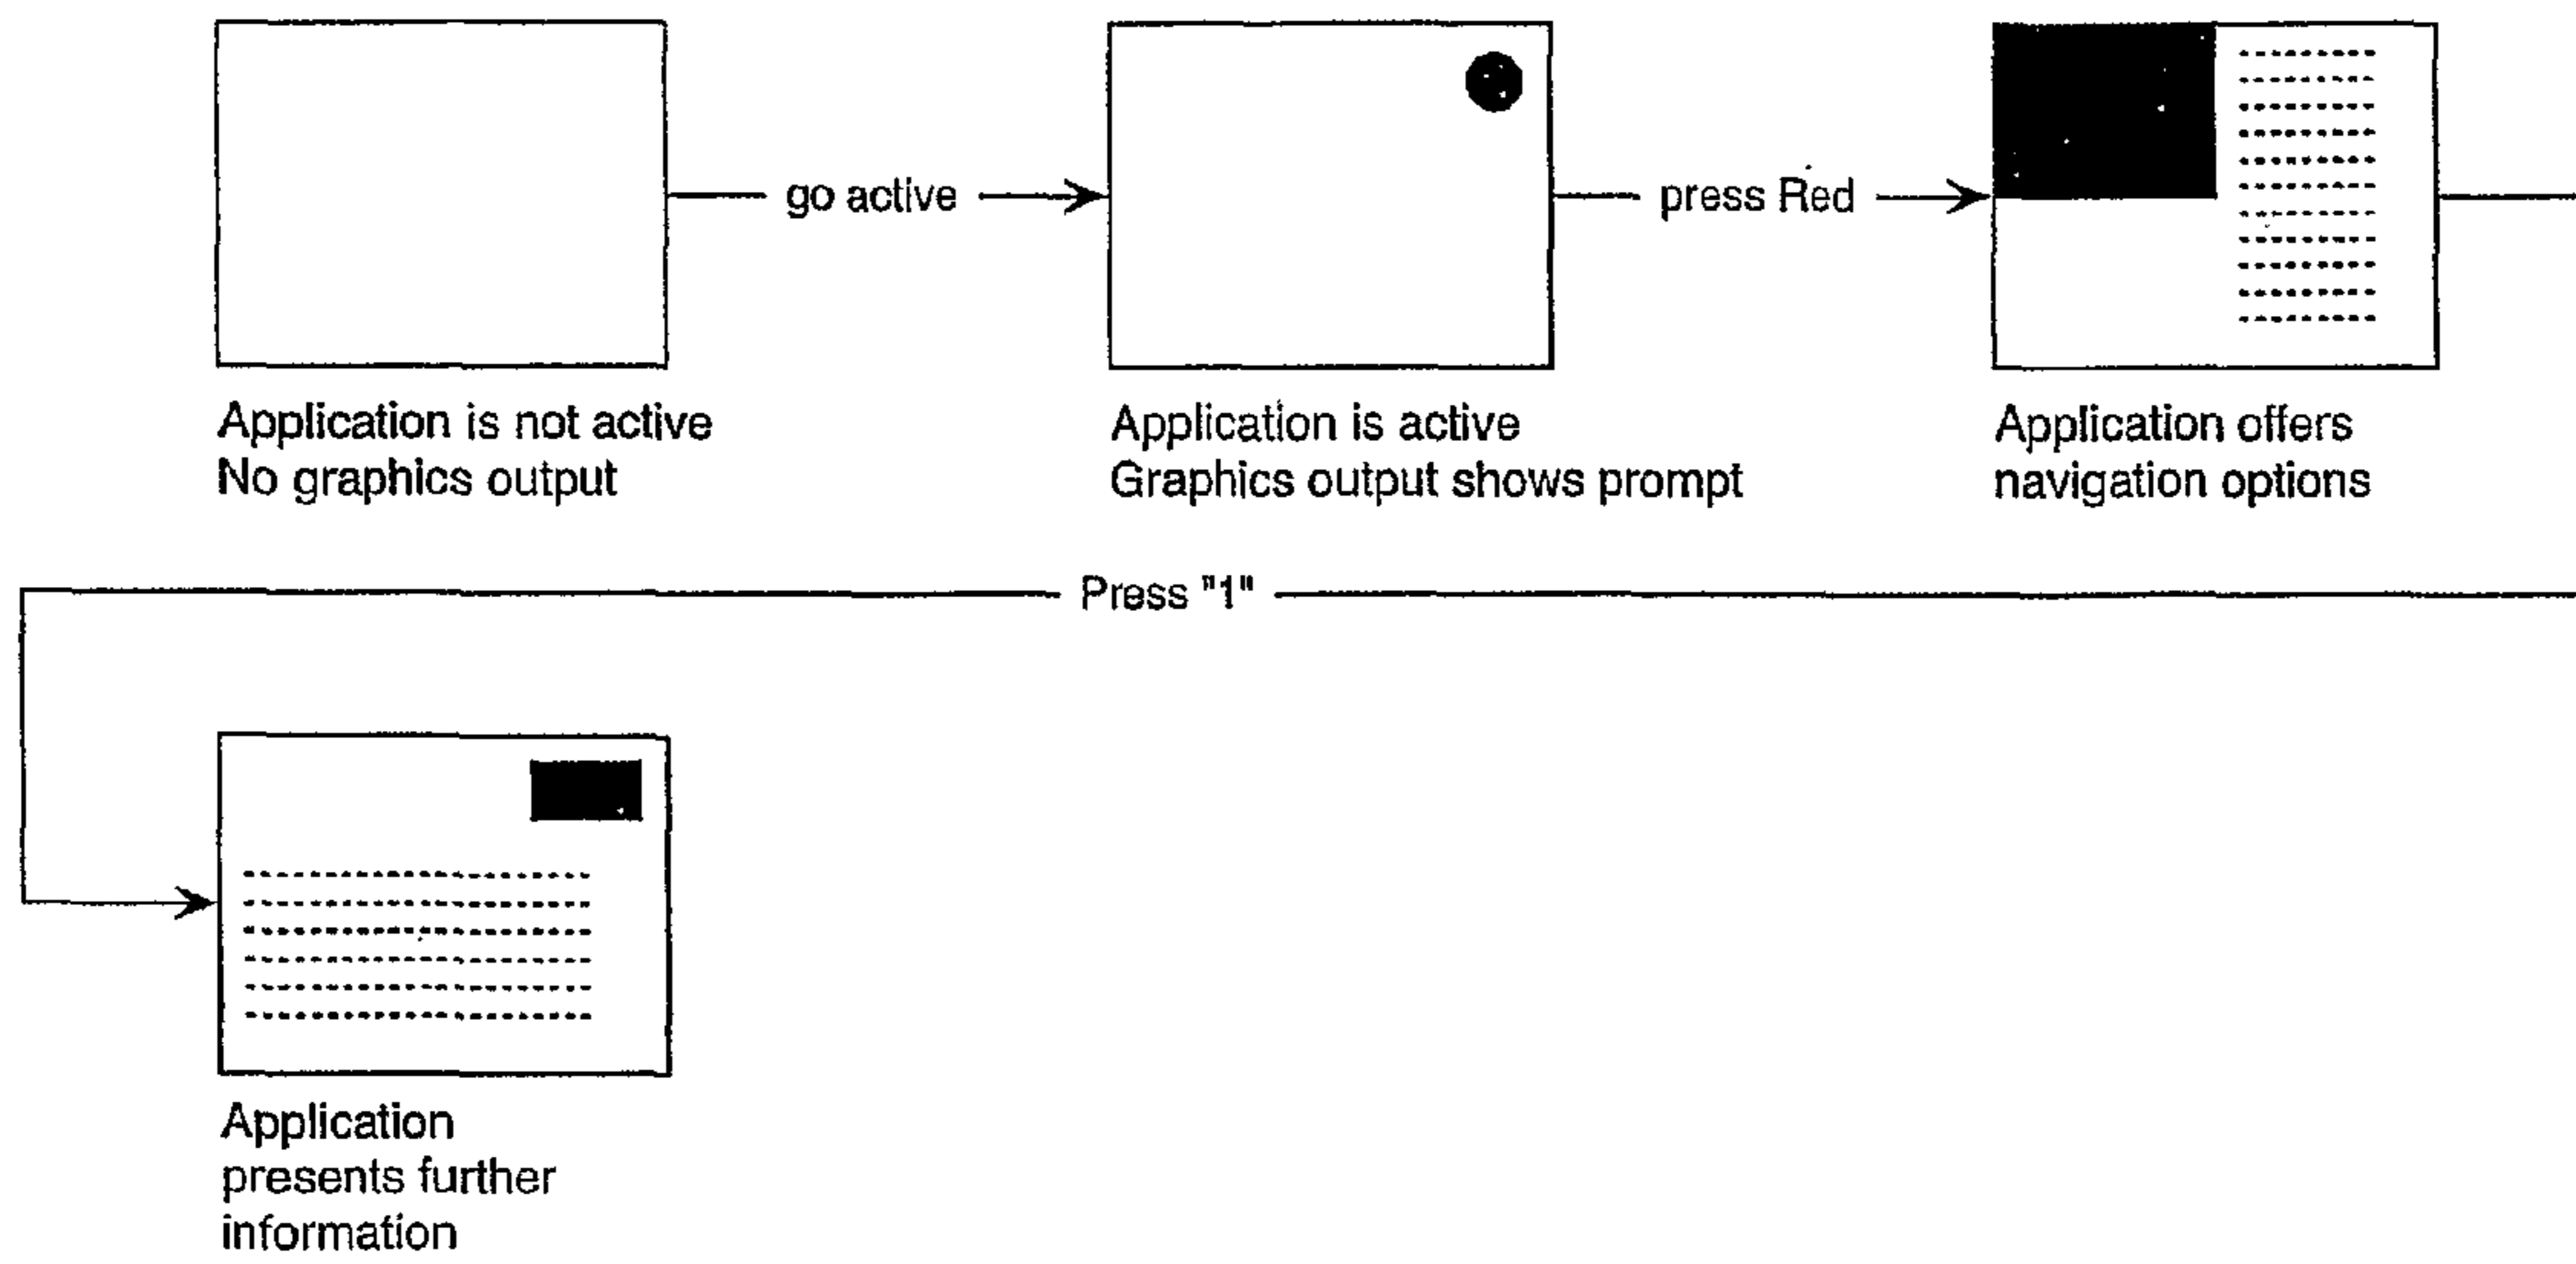 go active
press Red
Application is not active
No graphics output
Application is active
Graphics output shows prompt
Application offers
navigation options
Press "1"
Application
presents further
information